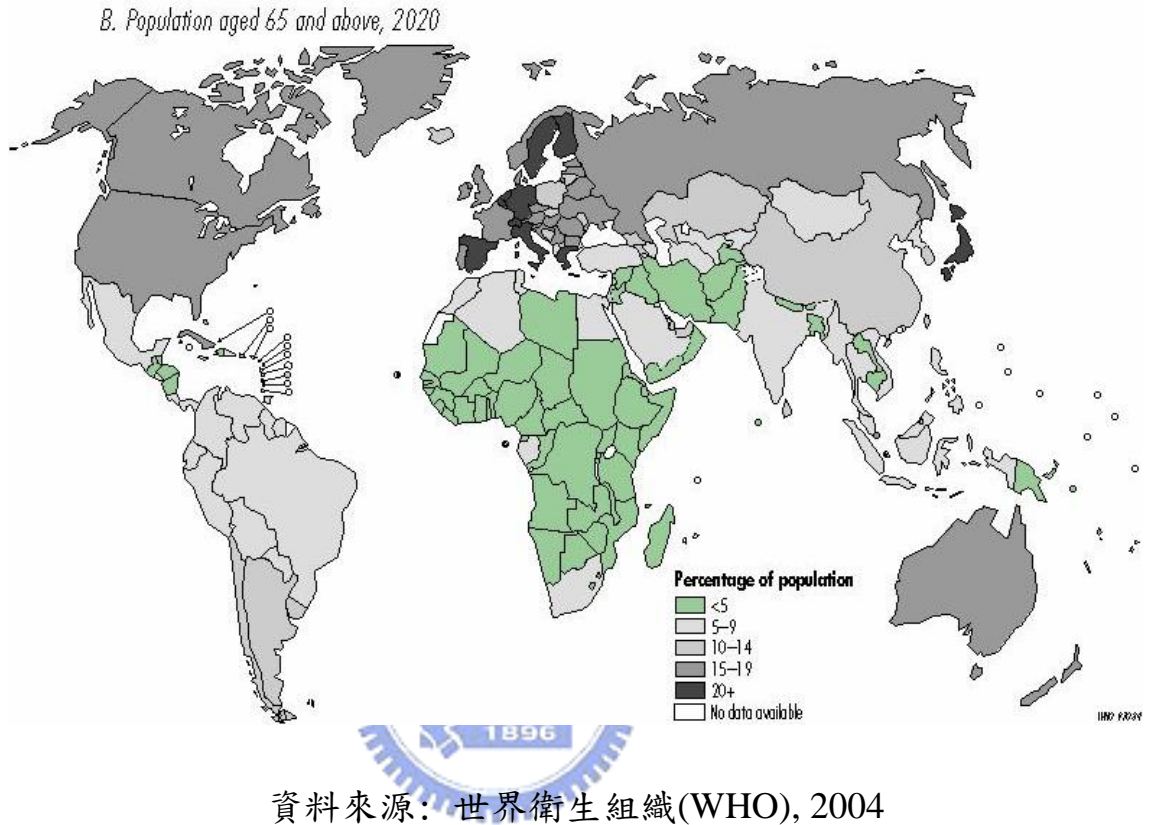 B. Population aged 65 and above, 2020
Percentage of population
<5
5–9
10–14
15–19
20+
No data available
1896
資料來源：世界衛生組織(WHO), 2004